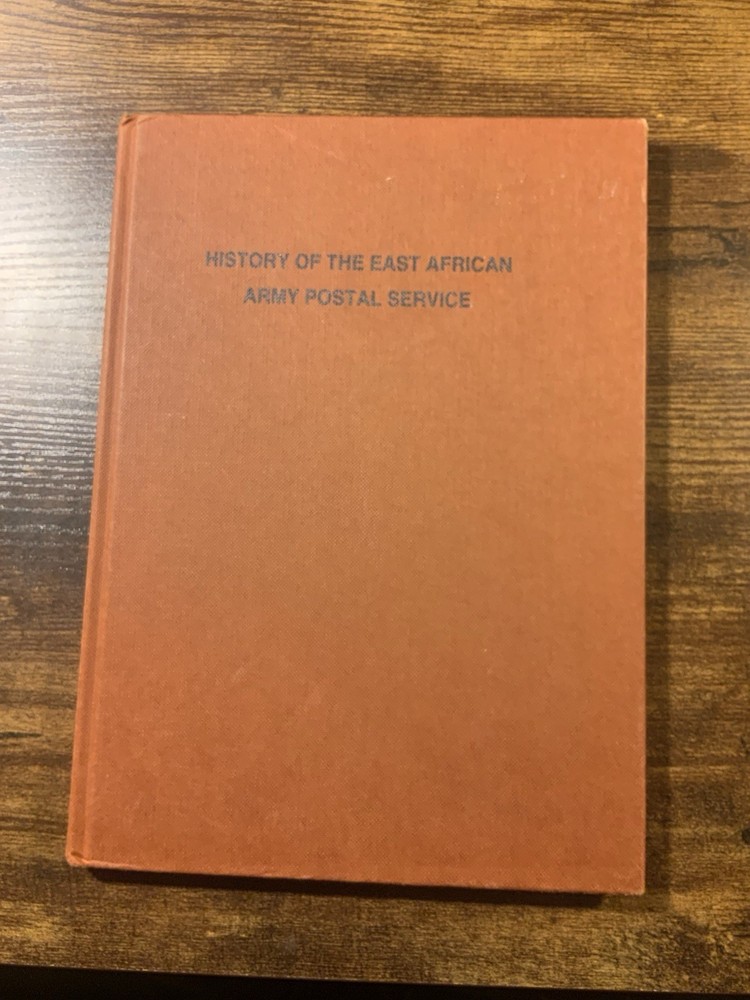 HISTORY OF THE EAST AFRICAN
ARMY POSTAL SERVICE